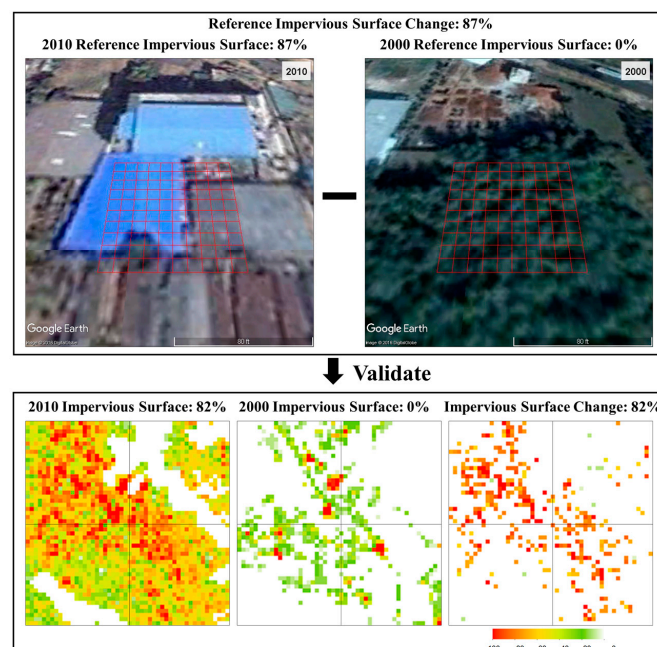 Reference Impervious Surface Change: 87%
2010 Reference Impervious Surface: 87%
2000 Reference Impervious Surface: 0%
2010
2000
Google Earth
80 ft
Google Earth
80 ft
Validate
2010 Impervious Surface: 82%
2000 Impervious Surface: 0%
Impervious Surface Change: 82%